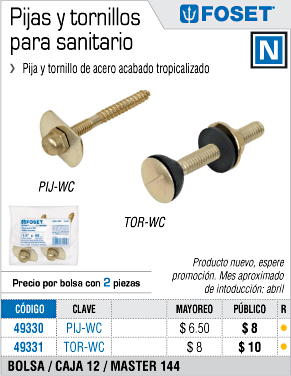 Pijas y tornillos
para sanitario
FOSET®
N
Pija y tornillo de acero acabado tropicalizado
PIJ-WC
TOR-WC
FOSET
Precio por bolsa con 2 piezas
Producto nuevo, espere
promoción. Mes aproximado
de intoducción: abril
CÓDIGO CLAVE MAYOREO PÚBLICO R
49330 PIJ-WC $ 6.50 $ 8
49331 TOR-WC $ 8 $ 10
BOLSA / CAJA 12 / MASTER 144